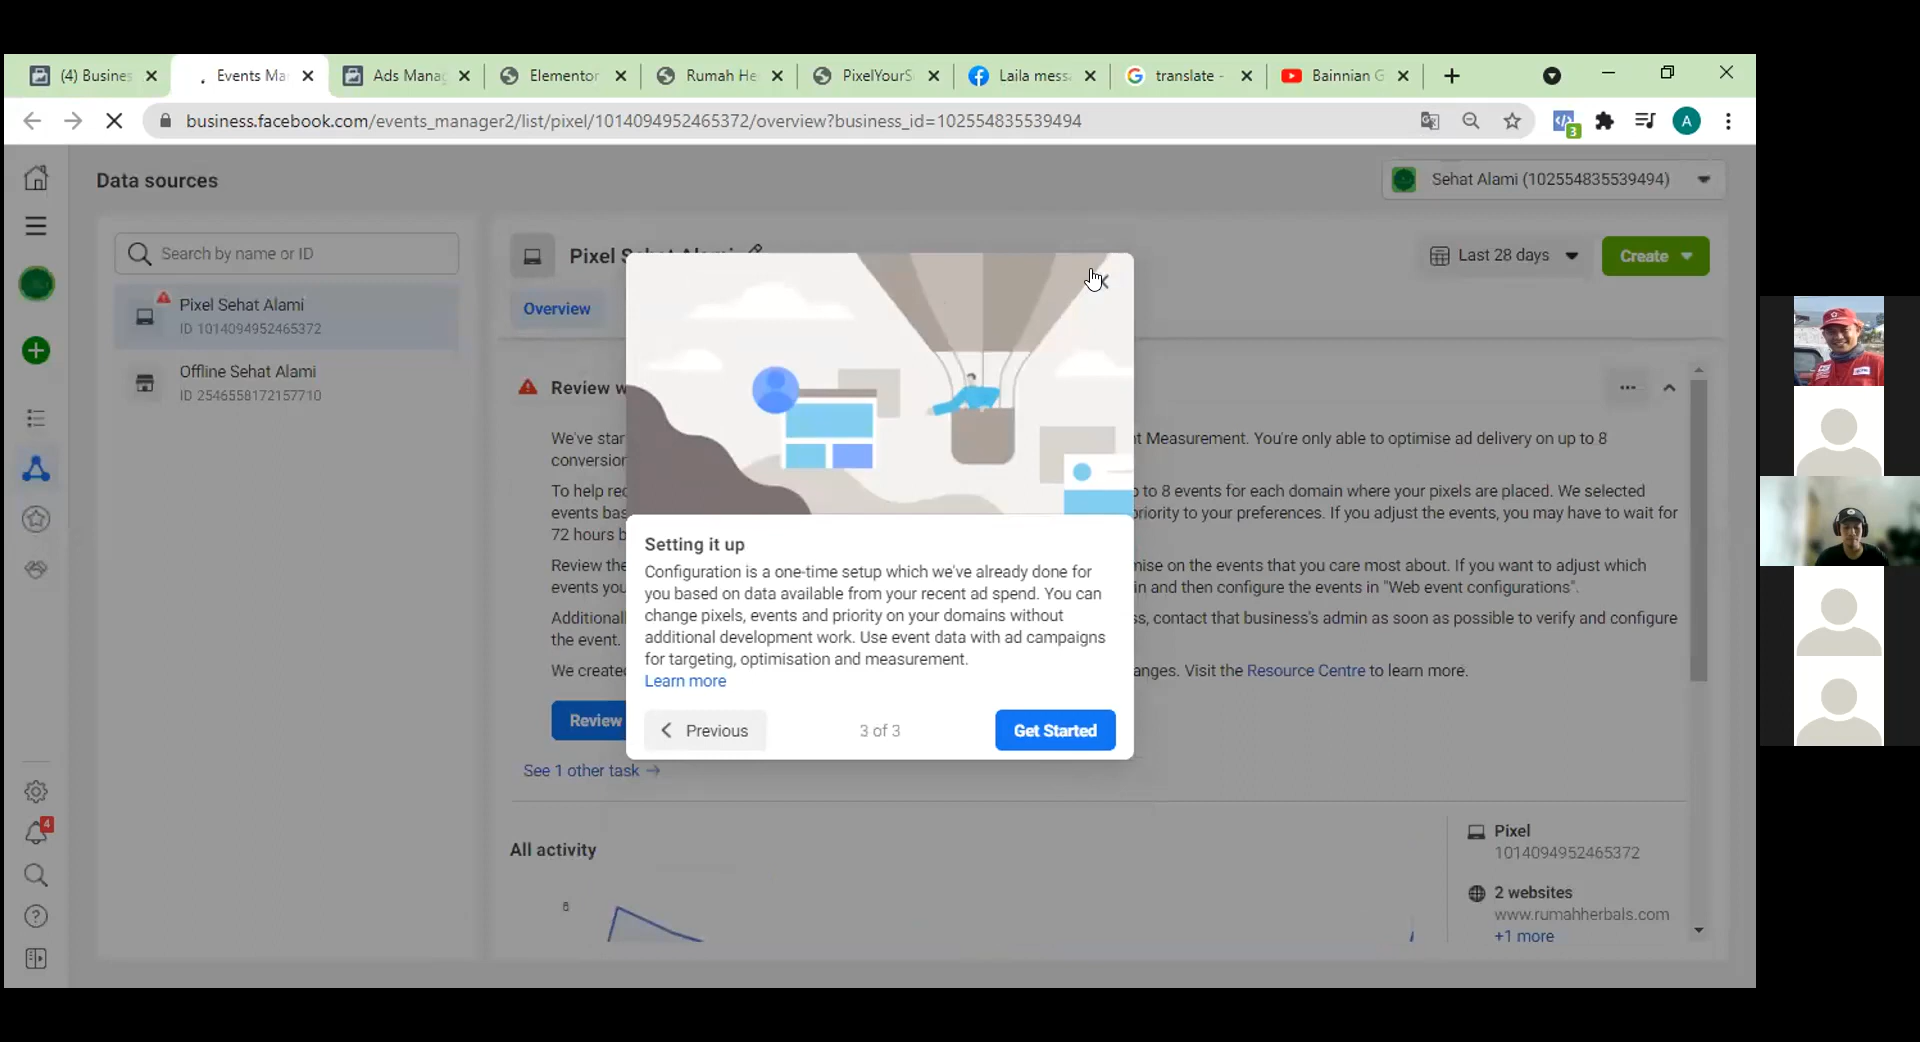 (4) Busines
Events Ma
Ads Manag
Elementor
Rumah He
PixelYourS
Laila mess
translate -
Bainnian G
business.facebook.com/events_manager2/list/pixel/1014094952465372/overview?business_id=102554835539494
3
A
Data sources
Sehat Alami (102554835539494)
Search by name or ID
Pixel Sehat Alami
ID 1014094952465372
Offline Sehat Alami
ID 2546558172157710
Pixel Sehat Alami
Last 28 days
Create
Overview
Review w
We've star
t Measurement. You're only able to optimise ad delivery on up to 8
conversion
To help rec
o to 8 events for each domain where your pixels are placed. We selected
events bas
riority to your preferences. If you adjust the events, you may have to wait for
72 hours b
Review the
mise on the events that you care most about. If you want to adjust which
events you
in and then configure the events in "Web event configurations".
Additionall
ss, contact that business's admin as soon as possible to verify and configure
the event.
We created
anges. Visit the Resource Centre to learn more.
Review
Setting it up
Configuration is a one-time setup which we've already done for
you based on data available from your recent ad spend. You can
change pixels, events and priority on your domains without
additional development work. Use event data with ad campaigns
for targeting, optimisation and measurement.
Learn more
Previous
3 of 3
Get Started
See 1 other task
All activity
Pixel
1014094952465372
2 websites
www.rumahherbals.com
+1 more
4